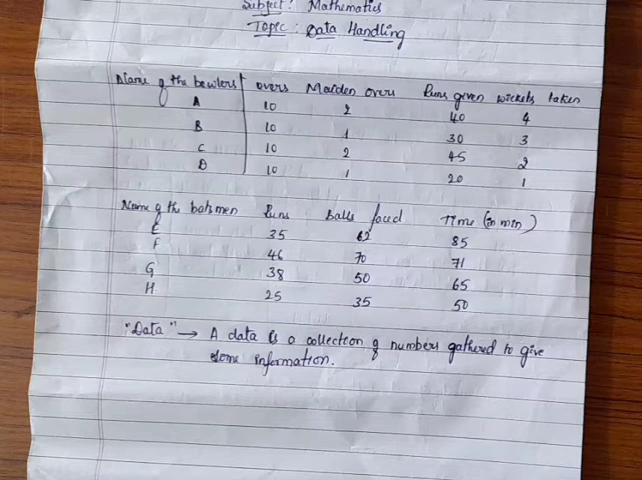 Subject: Mathematics
Topic: Data Handling
Name of the bowlers overs Maiden overs Runs given wickets taken
A 10 2 40 4
B 10 1 30 3
C 10 2 45 2
D 10 1 20 1
Name of the batsmen Runs Balls faced Time (in min)
E 35 62 85
F 46 70 71
G 38 50 65
H 25 35 50
"Data" → A data is a collection of numbers gathered to give
some information.